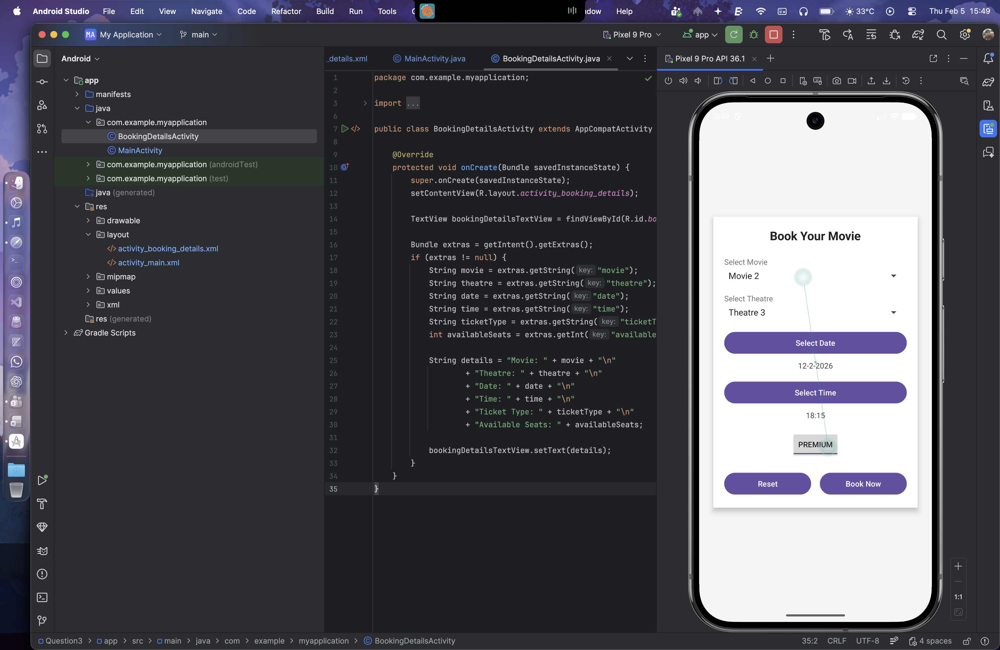 Android Studio File Edit View Navigate Code Refactor Build Run Tools dow Help 33°C Thu Feb 5 15:49
MA My Application main Pixel 9 Pro app
Android
app
manifests
java
com.example.myapplication
BookingDetailsActivity
MainActivity
com.example.myapplication (androidTest)
com.example.myapplication (test)
java (generated)
res
drawable
layout
activity_booking_details.xml
activity_main.xml
mipmap
values
xml
res (generated)
Gradle Scripts
_details.xml MainActivity.java BookingDetailsActivity.java
1 package com.example.myapplication;
2
3 import ...
6
7 public class BookingDetailsActivity extends AppCompatActivity
8
9 @Override
10 protected void onCreate(Bundle savedInstanceState) {
11 super.onCreate(savedInstanceState);
12 setContentView(R.layout.activity_booking_details);
13
14 TextView bookingDetailsTextView = findViewById(R.id.bo
15
16 Bundle extras = getIntent().getExtras();
17 if (extras != null) {
18 String movie = extras.getString( key: "movie");
19 String theatre = extras.getString( key: "theatre");
20 String date = extras.getString( key: "date");
21 String time = extras.getString( key: "time");
22 String ticketType = extras.getString( key: "ticketT
23 int availableSeats = extras.getInt( key: "available
24
25 String details = "Movie: " + movie + "\n"
26 + "Theatre: " + theatre + "\n"
27 + "Date: " + date + "\n"
28 + "Time: " + time + "\n"
29 + "Ticket Type: " + ticketType + "\n"
30 + "Available Seats: " + availableSeats;
31
32 bookingDetailsTextView.setText(details);
33 }
34 }
35 }
Pixel 9 Pro API 36.1
3:49
Book Your Movie
Select Movie
Movie 2
Select Theatre
Theatre 3
Select Date
12-2-2026
Select Time
18:15
PREMIUM
Reset Book Now
1:1
Question3 > app > src > main > java > com > example > myapplication > BookingDetailsActivity
35:2 CRLF UTF-8 4 spaces